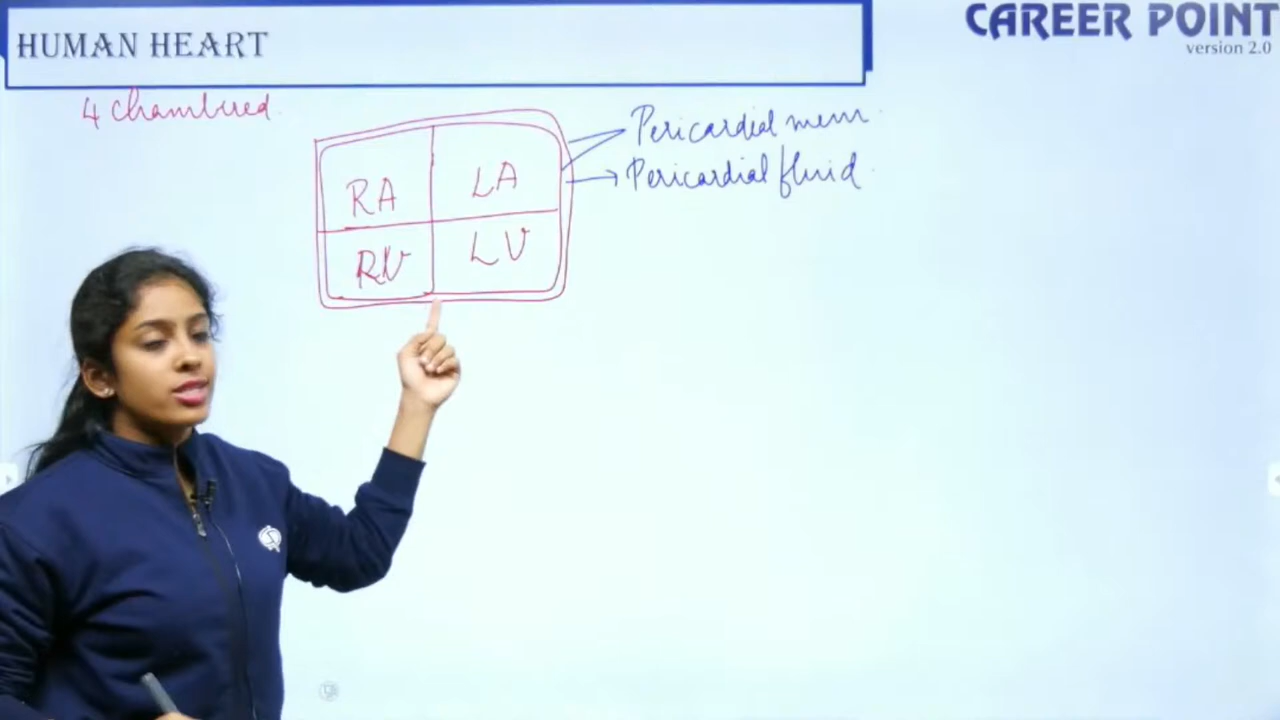 HUMAN HEART
CAREER POINT
version 2.0
4 chambered
Pericardial mem
Pericardial fluid
RA
LA
RV
LV